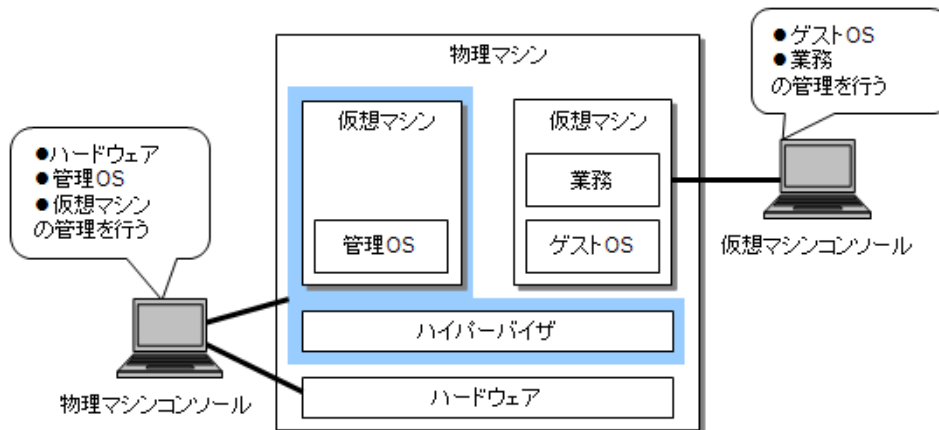 物理マシン
●ゲストOS
●業務
の管理を行う
仮想マシン
仮想マシン
●ハードウェア
●管理OS
●仮想マシン
の管理を行う
業務
管理OS
ゲストOS
仮想マシンコンソール
ハイパーバイザ
ハードウェア
物理マシンコンソール